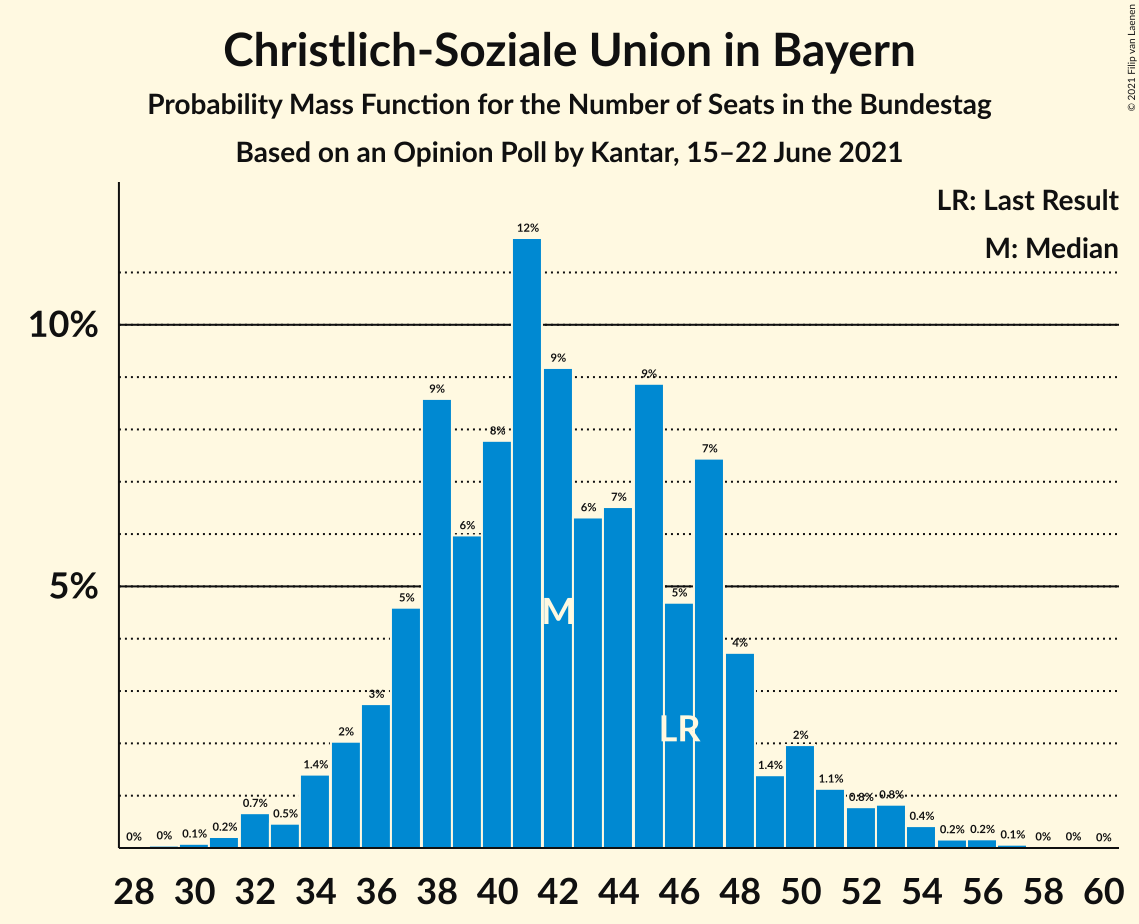 Christlich-Soziale Union in Bayern
Probability Mass Function for the Number of Seats in the Bundestag
Based on an Opinion Poll by Kantar, 15–22 June 2021
© 2021 Filip van Laenen
LR: Last Result
M: Median
10%
5%
0% 0% 0.1% 0.2% 0.7% 0.5% 1.4% 2% 3% 5% 9% 6% 8% 12% 9% 6% 7% 9% 5% 7% 4% 1.4% 2% 1.1% 0.8% 0.8% 0.4% 0.2% 0.2% 0.1% 0% 0% 0%
M
LR
28 30 32 34 36 38 40 42 44 46 48 50 52 54 56 58 60